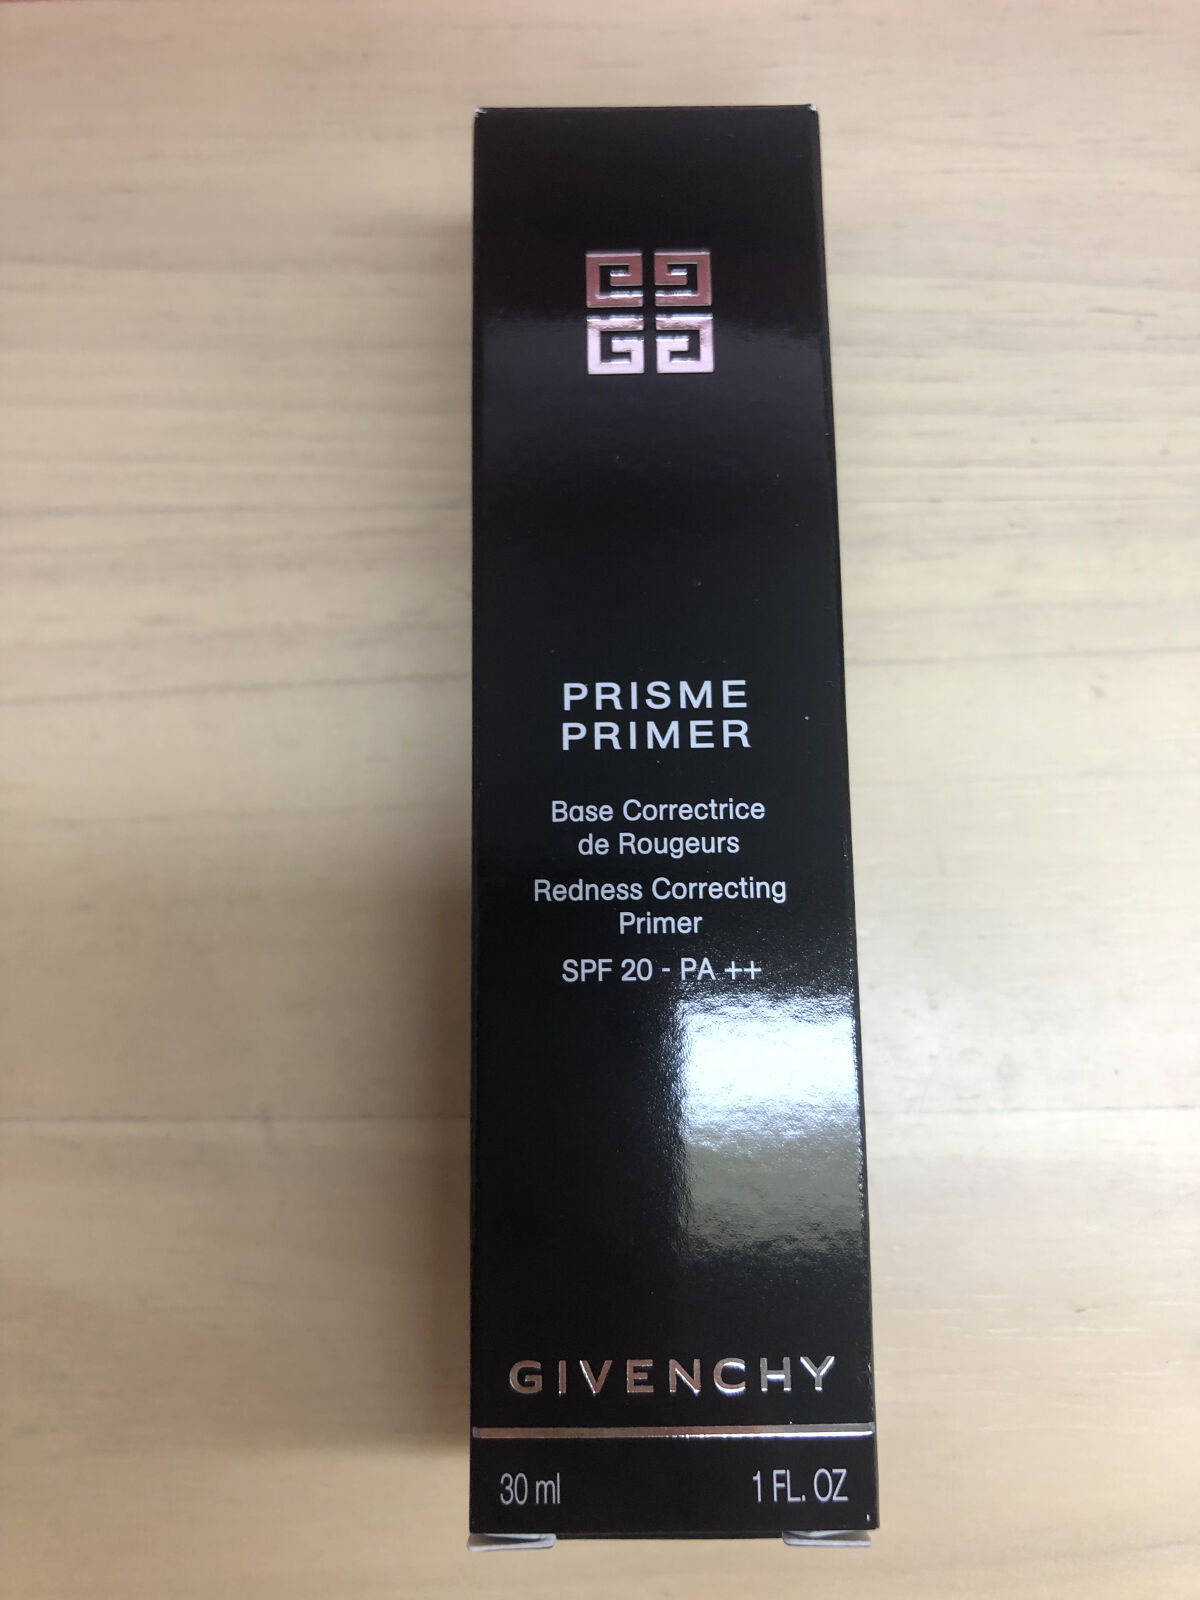 PRISME
PRIMER
Base Correctrice
de Rougeurs
Redness Correcting
Primer
SPF 20 - PA ++
GIVENCHY
30 ml 1 FL. OZ